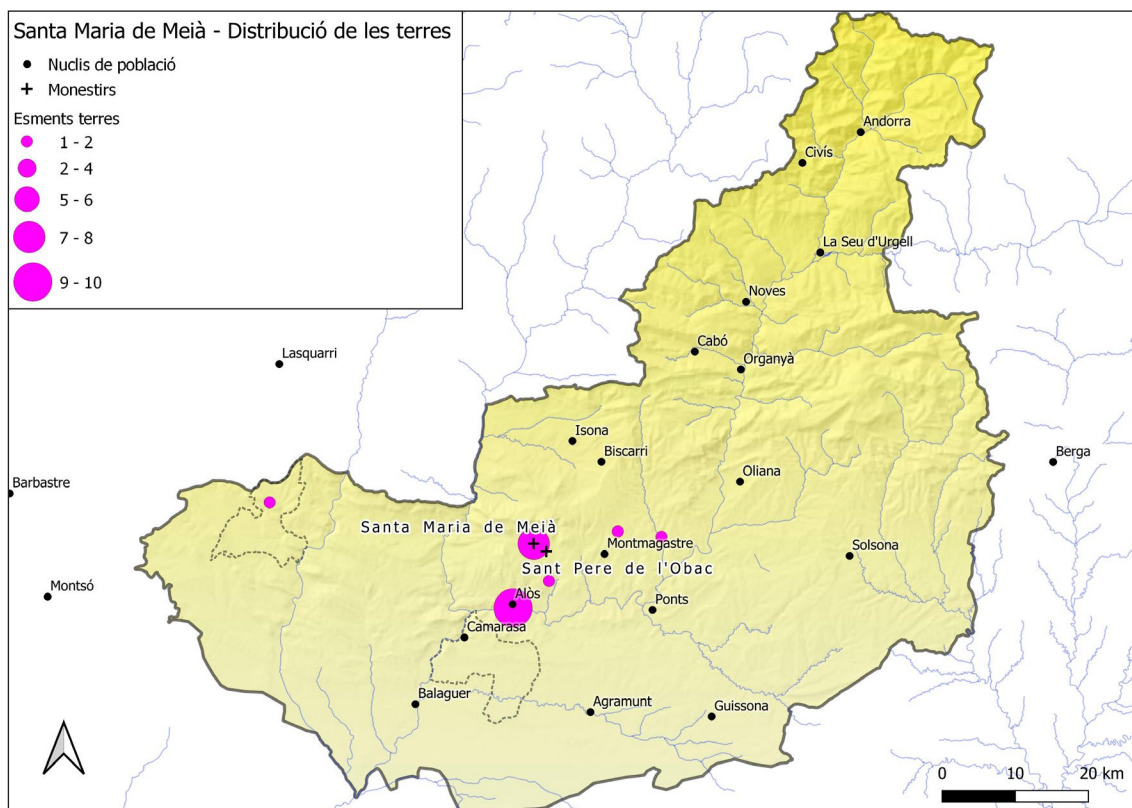 Santa Maria de Meià - Distribució de les terres
Nuclis de població
Monestirs
Esments terres
1 - 2
2 - 4
5 - 6
7 - 8
9 - 10
Andorra
Civís
La Seu d'Urgell
Noves
Cabó
Organyà
Lasquarri
Isona
Biscarri
Berga
Oliana
Barbastre
Santa Maria de Meià
Montmagastre
Solsona
Sant Pere de l'Obac
Montsó
Alòs
Ponts
Camarasa
Balaguer
Agramunt
Guissona
0 10 20 km